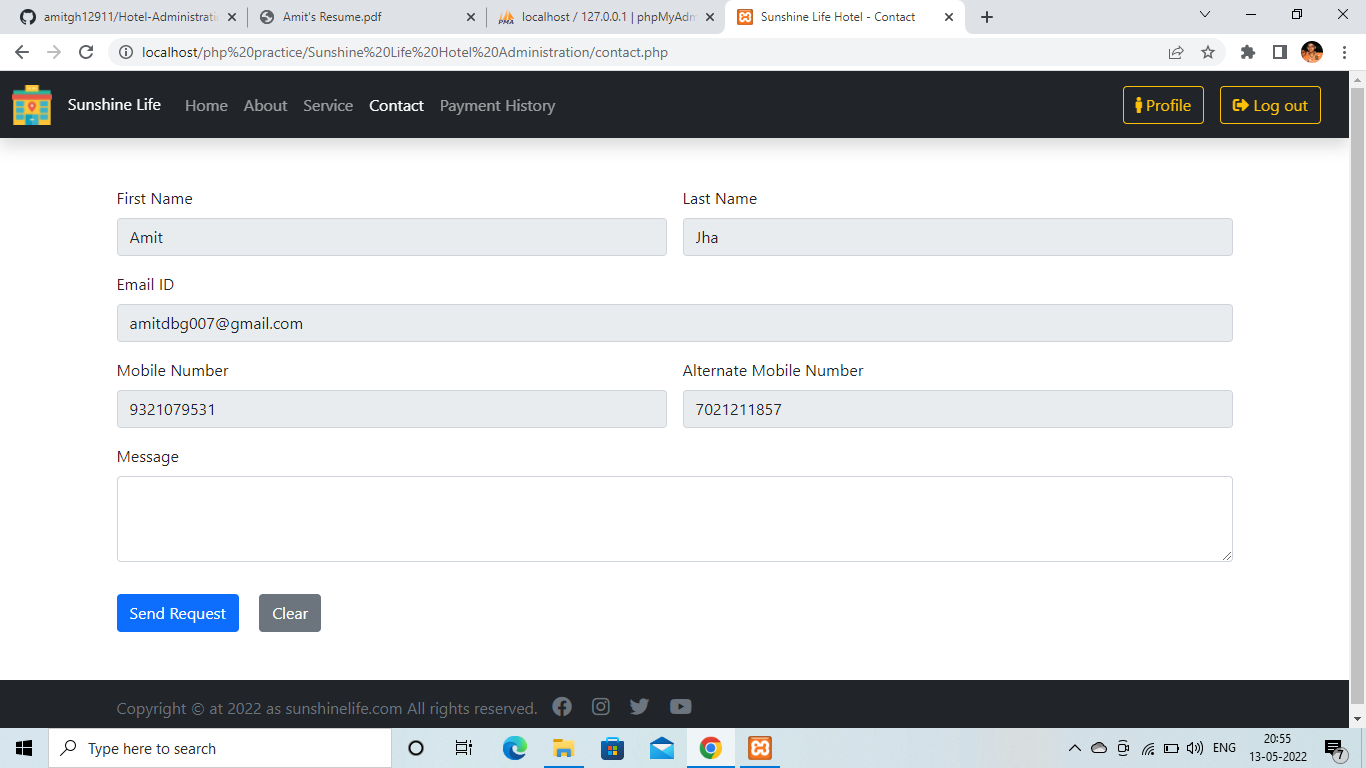 amitgh12911/Hotel-Administrati
Amit's Resume.pdf
localhost / 127.0.0.1 | phpMyAdm
Sunshine Life Hotel - Contact
localhost/php%20practice/Sunshine%20Life%20Hotel%20Administration/contact.php
Sunshine Life Home About Service Contact Payment History Profile Log out
First Name Last Name
Amit Jha
Email ID
amitdbg007@gmail.com
Mobile Number Alternate Mobile Number
9321079531 7021211857
Message
Send Request Clear
Copyright © at 2022 as sunshinelife.com All rights reserved.
Type here to search
ENG
20:55
13-05-2022
7